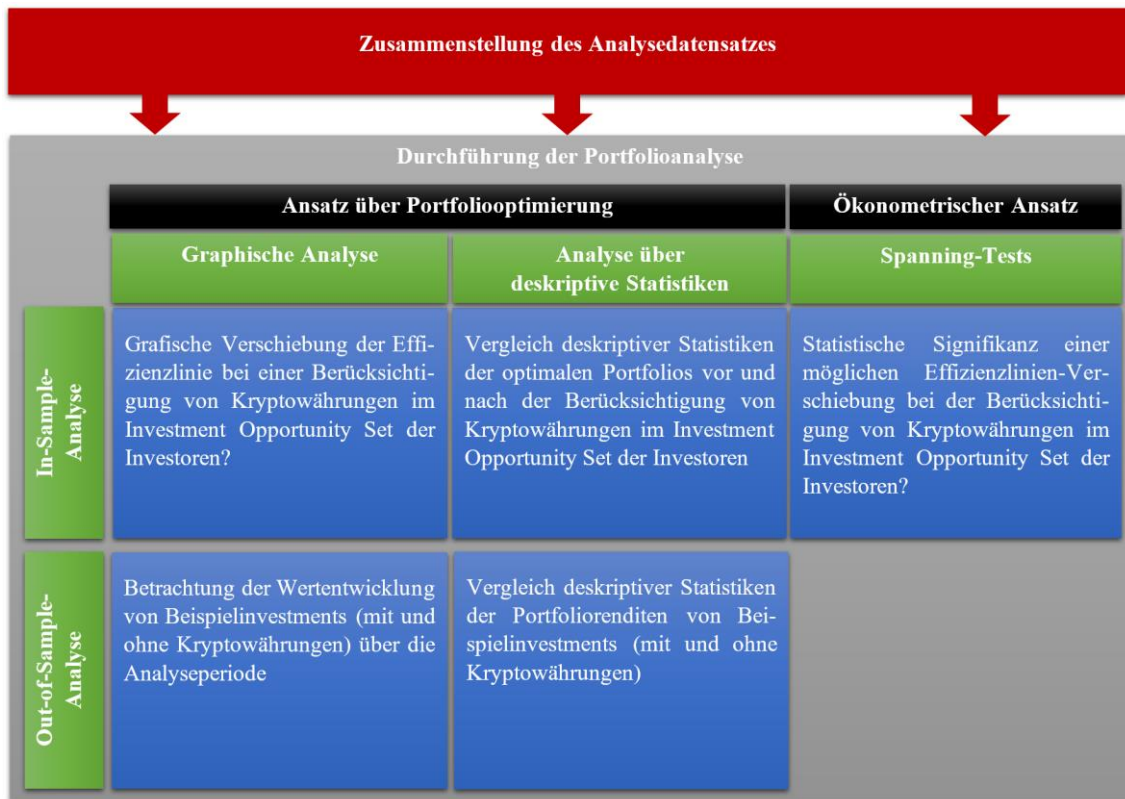 Zusammenstellung des Analysedatensatzes
Durchführung der Portfolioanalyse
Ansatz über Portfoliooptimierung
Ökonometrischer Ansatz
Graphische Analyse
Analyse über
deskriptive Statistiken
Spanning-Tests
In-Sample-
Analyse
Grafische Verschiebung der Effi-
zienzlinie bei einer Berücksichti-
gung von Kryptowährungen im
Investment Opportunity Set der
Investoren?
Vergleich deskriptiver Statistiken
der optimalen Portfolios vor und
nach der Berücksichtigung von
Kryptowährungen im Investment
Opportunity Set der Investoren
Statistische Signifikanz einer
möglichen Effizienzlinien-Ver-
schiebung bei der Berücksichti-
gung von Kryptowährungen im
Investment Opportunity Set der
Investoren?
Out-of-Sample-
Analyse
Betrachtung der Wertentwicklung
von Beispielinvestments (mit und
ohne Kryptowährungen) über die
Analyseperiode
Vergleich deskriptiver Statistiken
der Portfoliorenditen von Bei-
spielinvestments (mit und ohne
Kryptowährungen)